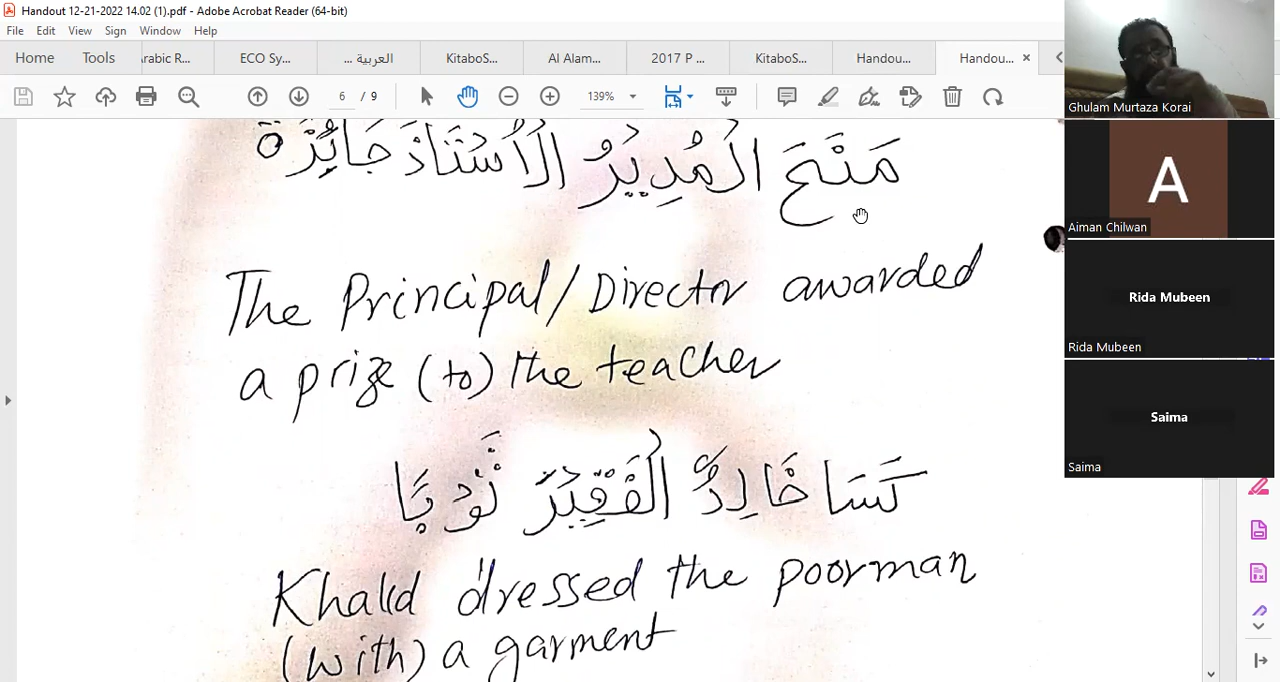 Handout 12-21-2022 14.02 (1).pdf - Adobe Acrobat Reader (64-bit)
File Edit View Sign Window Help
Home Tools arabic R... ECO Sy... العربية ... KitaboS... Al Alam... 2017 P ... KitaboS... Handou... Handou... ×
6 / 9 139%
مَنَحَ الْمُدِيرُ الْأُسْتَاذَ جَائِزَةً
The Principal/Director awarded
a prize (to) the teacher
كَسَا خَالِدٌ الْفَقِيْرَ ثَوْبًا
Khalid dressed the poorman
(with) a garment
Ghulam Murtaza Korai
A
Aiman Chilwan
Rida Mubeen
Rida Mubeen
Saima
Saima